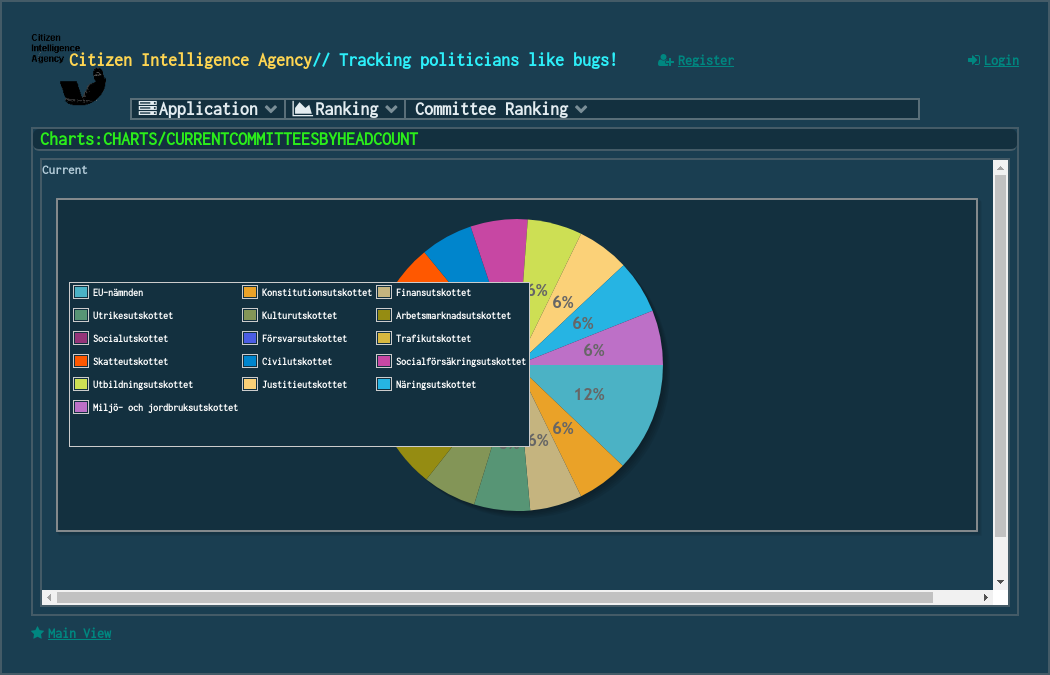 Citizen
Intelligence
Agency
Citizen Intelligence Agency// Tracking politicians like bugs!
Register
Login
Application
Ranking
Committee Ranking
Charts:CHARTS/CURRENTCOMMITTEESBYHEADCOUNT
Current
6%
6%
6%
6%
12%
6%
6%
EU-nämnden
Konstitutionsutskottet
Finansutskottet
Utrikesutskottet
Kulturutskottet
Arbetsmarknadsutskottet
Socialutskottet
Försvarsutskottet
Trafikutskottet
Skatteutskottet
Civilutskottet
Socialförsäkringsutskottet
Utbildningsutskottet
Justitieutskottet
Näringsutskottet
Miljö- och jordbruksutskottet
Main View